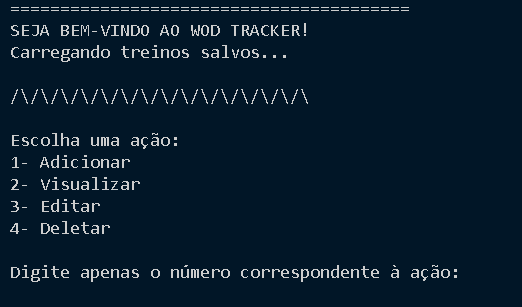 ========================================
SEJA BEM-VINDO AO WOD TRACKER!
Carregando treinos salvos...
/\/\/\/\/\/\/\/\/\/\/\/\/\/\/\
Escolha uma ação:
1- Adicionar
2- Visualizar
3- Editar
4- Deletar
Digite apenas o número correspondente à ação: